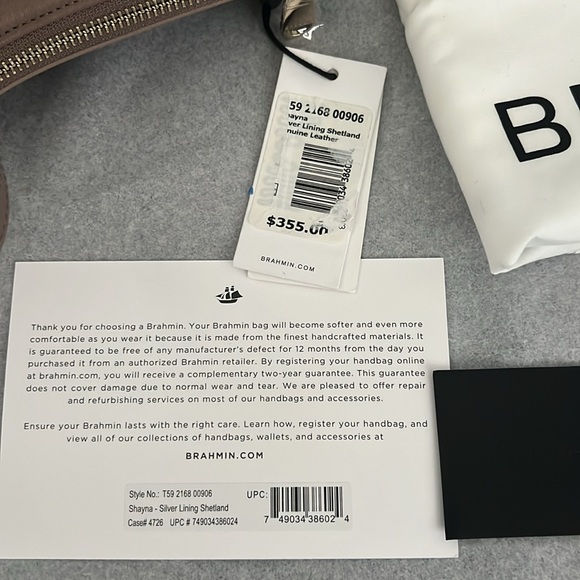 59 2168 00906
Shayna
ver Lining Shetland
nuine Leather
$355.00
BRAHMIN.COM
B
Thank you for choosing a Brahmin. Your Brahmin bag will become softer and even more
comfortable as you wear it because it is made from the finest handcrafted materials. It
is guaranteed to be free of any manufacturer's defect for 12 months from the day you
purchased it from an authorized Brahmin retailer. By registering your handbag online
at brahmin.com, you will receive a complementary two-year guarantee. This guarantee
does not cover damage due to normal wear and tear. We are pleased to offer repair
and refurbishing services on most of our handbags and accessories.
Ensure your Brahmin lasts with the right care. Learn how, register your handbag, and
view all of our collections of handbags, wallets, and accessories at
BRAHMIN.COM
Style No.: T59 2168 00906
Shayna - Silver Lining Shetland
Case# 4726 UPC # 749034386024
UPC:
7 49034 38602 4